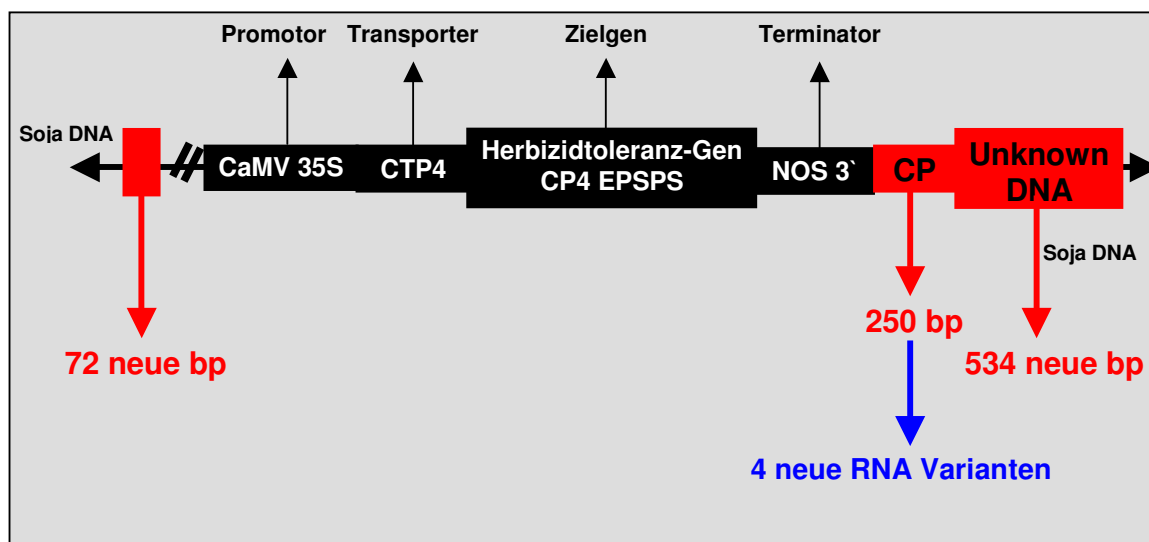 Promotor Transporter Zielgen Terminator
Soja DNA
CaMV 35S
CTP4
Herbizidtoleranz-Gen
CP4 EPSPS
NOS 3`
CP
Unknown
DNA
Soja DNA
250 bp
72 neue bp
534 neue bp
4 neue RNA Varianten